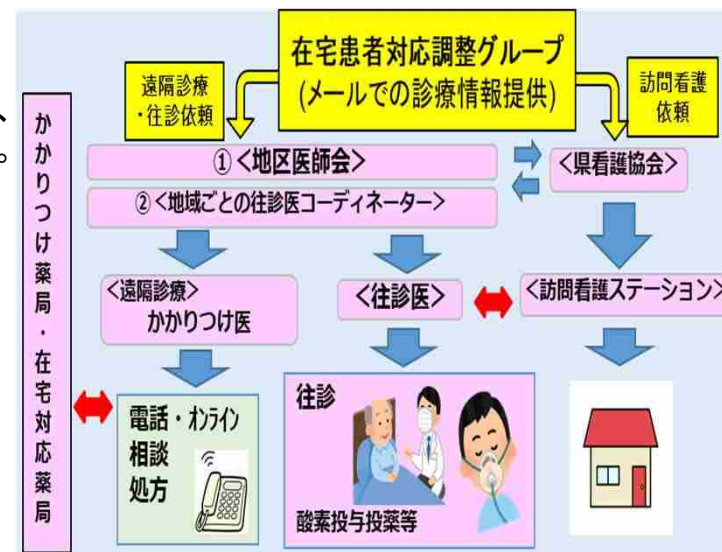 在宅患者対応調整グループ
(メールでの診療情報提供)
遠隔診療
・往診依頼
訪問看護
依頼
、
。
かかりつけ薬局・在宅対応薬局
①<地区医師会>
②<地域ごとの往診医コーディネーター>
<県看護協会>
<遠隔診療>
かかりつけ医
<往診医>
<訪問看護ステーション>
電話・オンライン
相談
処方
往診
酸素投与投薬等